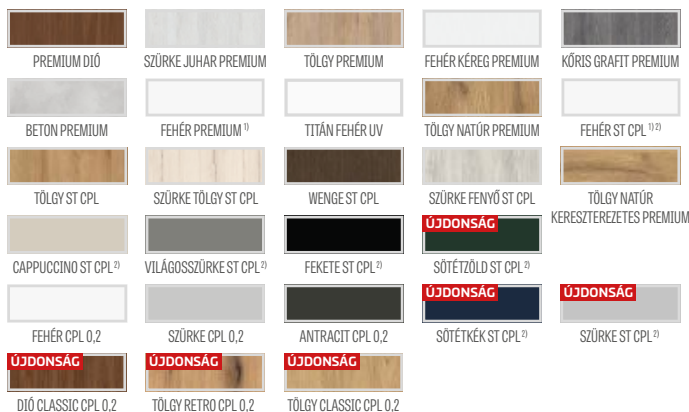 PREMIUM DIÓ
SZÜRKE JUHAR PREMIUM
TÖLGY PREMIUM
FEHÉR KÉREG PREMIUM
KŐRIS GRAFIT PREMIUM
BETON PREMIUM
FEHÉR PREMIUM 1)
TITÁN FEHÉR UV
TÖLGY NATÚR PREMIUM
FEHÉR ST CPL 1) 2)
TÖLGY ST CPL
SZÜRKE TÖLGY ST CPL
WENGE ST CPL
SZÜRKE FENYŐ ST CPL
TÖLGY NATÚR
KERESZTEREZETES PREMIUM
CAPPUCCINO ST CPL 2)
VILÁGOSSZÜRKE ST CPL 2)
FEKETE ST CPL 2)
ÚJDONSÁG
SÖTÉTZÖLD ST CPL 2)
FEHÉR CPL 0,2
SZÜRKE CPL 0,2
ANTRACIT CPL 0,2
ÚJDONSÁG
SÖTÉTKÉK ST CPL 2)
ÚJDONSÁG
SZÜRKE ST CPL 2)
ÚJDONSÁG
DIÓ CLASSIC CPL 0,2
ÚJDONSÁG
TÖLGY RETRO CPL 0,2
ÚJDONSÁG
TÖLGY CLASSIC CPL 0,2